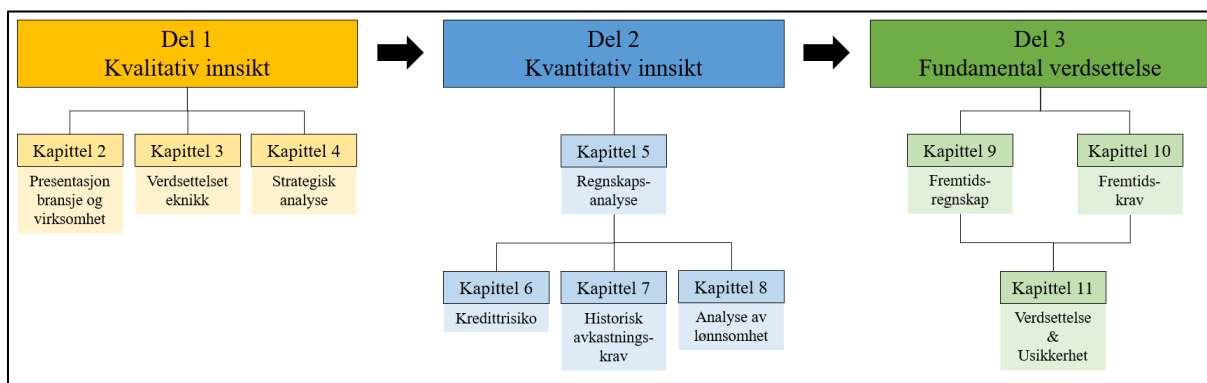 Del 1
Kvalitativ innsikt
Del 2
Kvantitativ innsikt
Del 3
Fundamental verdsettelse
Kapittel 2
Presentasjon
bransje og
virksomhet
Kapittel 3
Verdsettelset
eknikk
Kapittel 4
Strategisk
analyse
Kapittel 5
Regnskaps-
analyse
Kapittel 6
Kredittrisiko
Kapittel 7
Historisk
avkastnings-
krav
Kapittel 8
Analyse av
lønnsomhet
Kapittel 9
Fremtids-
regnskap
Kapittel 10
Fremtids-
krav
Kapittel 11
Verdsettelse
&
Usikkerhet